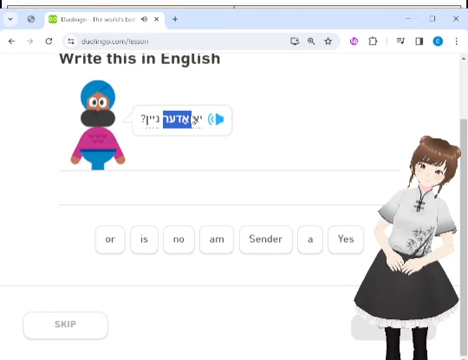 Duolingo - The world's best
duolingo.com/lesson
Write this in English
יאָ אָדער ניין?
or is no am Sender a Yes
SKIP